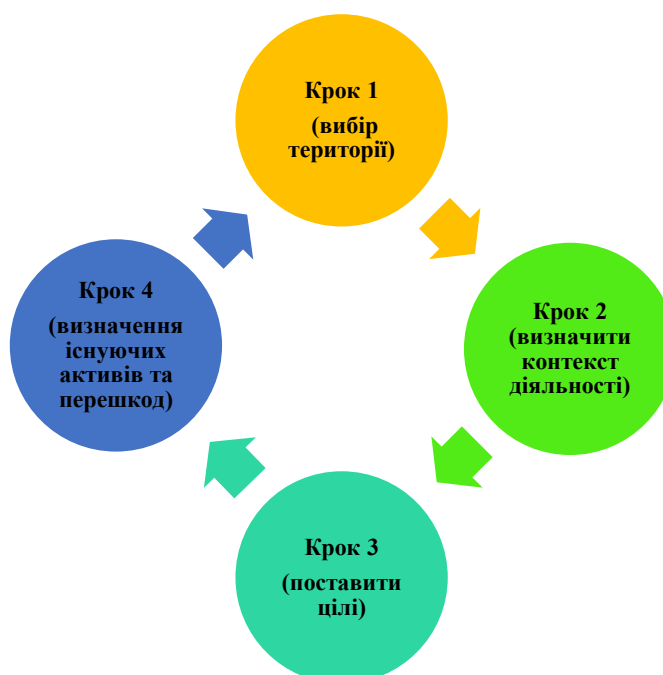 Крок 1
(вибір
території)
Крок 2
(визначити
контекст
діяльності)
Крок 3
(поставити
цілі)
Крок 4
(визначення
існуючих
активів та
перешкод)